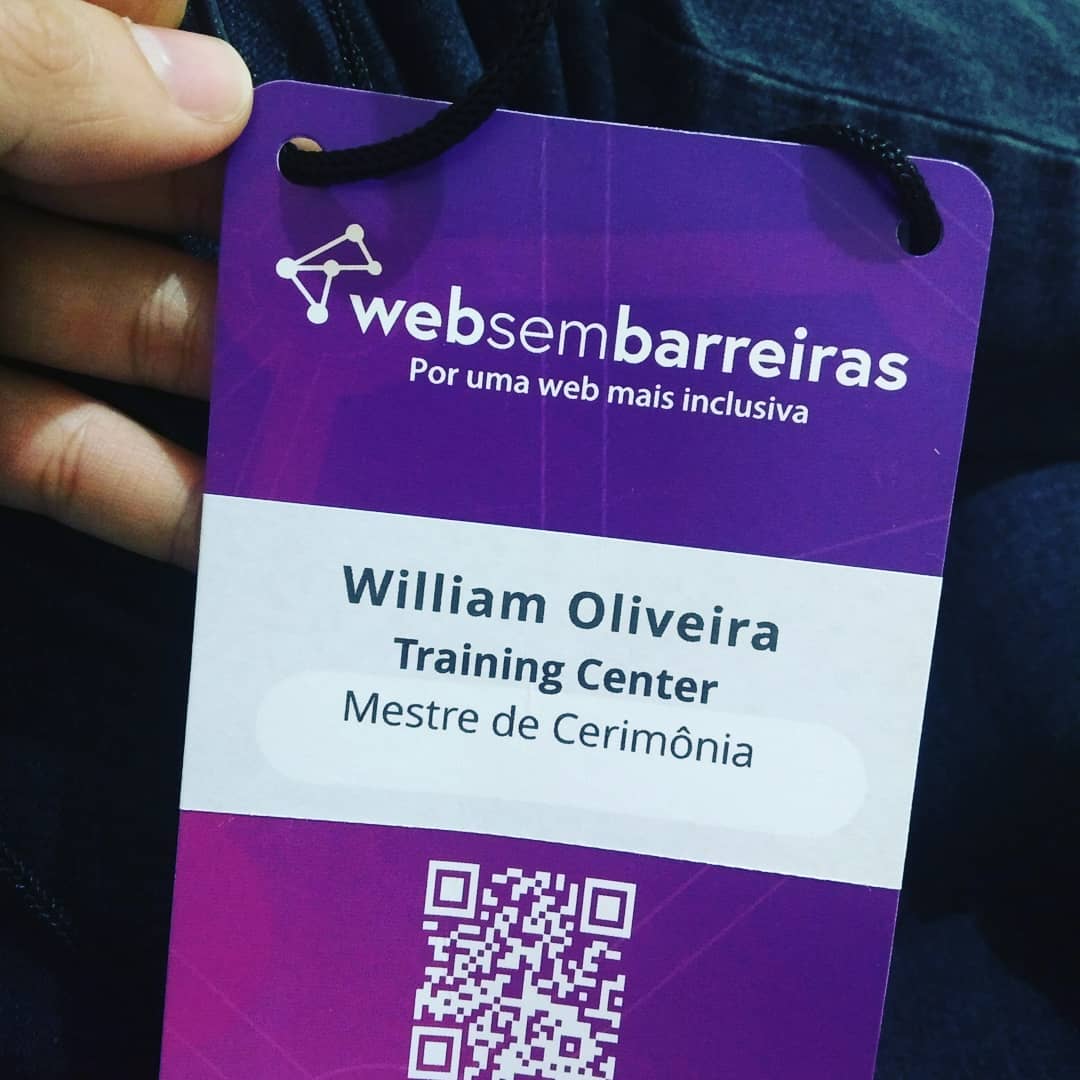 websembarreiras
Por uma web mais inclusiva
William Oliveira
Training Center
Mestre de Cerimônia